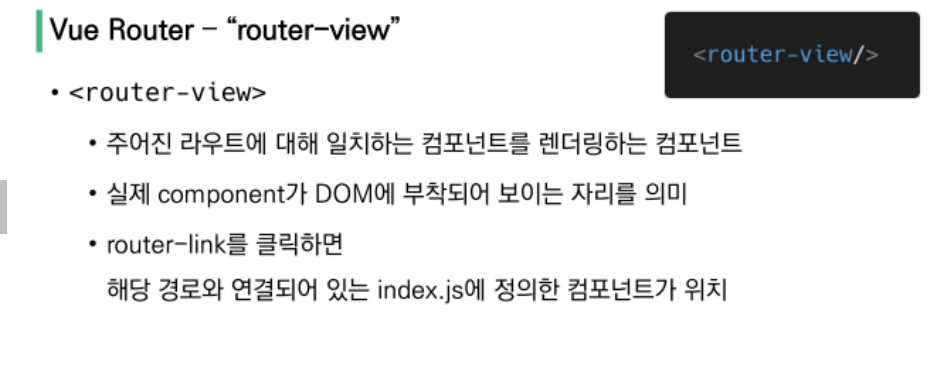 Vue Router – “router-view”
<router-view/>
• <router-view>
• 주어진 라우트에 대해 일치하는 컴포넌트를 렌더링하는 컴포넌트
• 실제 component가 DOM에 부착되어 보이는 자리를 의미
• router-link를 클릭하면
해당 경로와 연결되어 있는 index.js에 정의한 컴포넌트가 위치